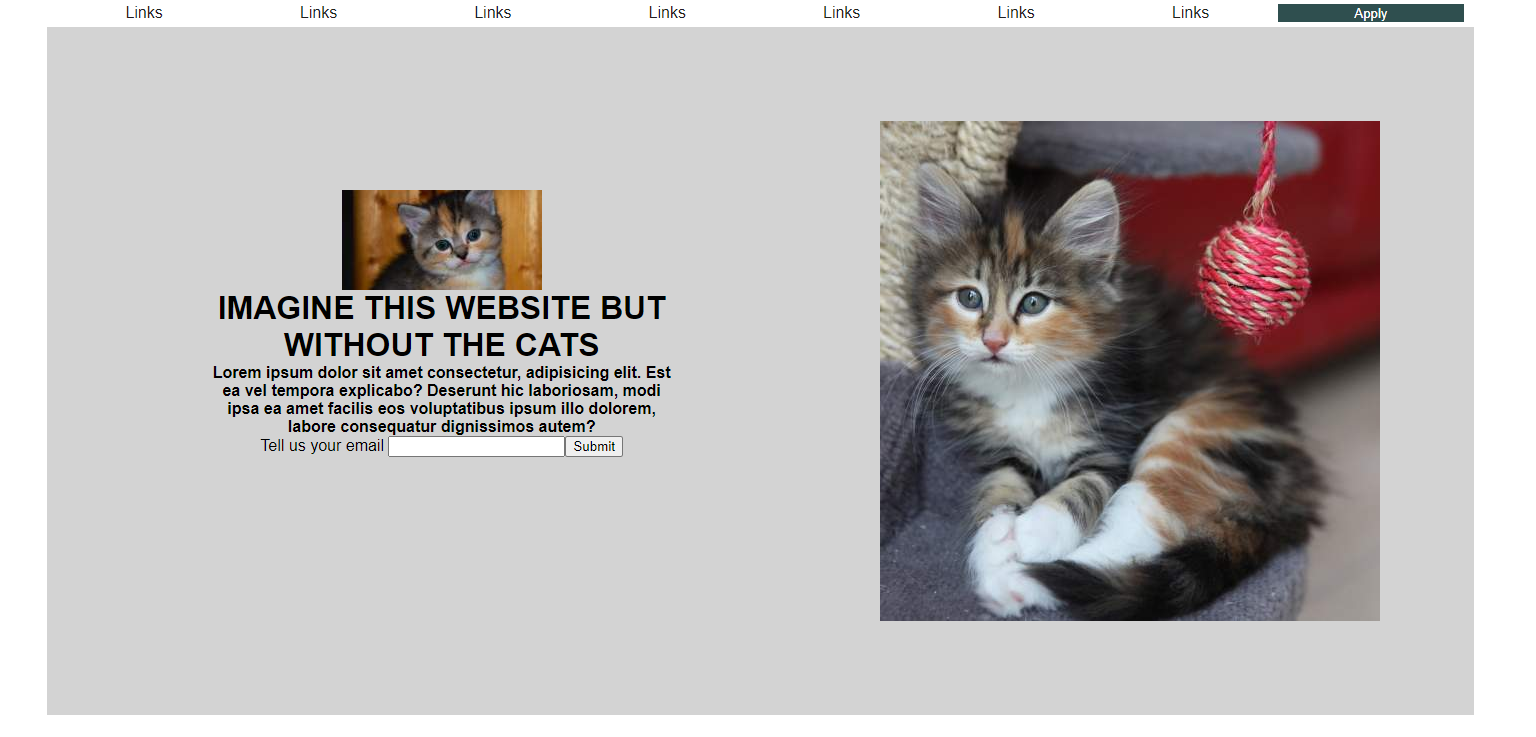 Links Links Links Links Links Links Links Apply
IMAGINE THIS WEBSITE BUT
WITHOUT THE CATS
Lorem ipsum dolor sit amet consectetur, adipisicing elit. Est
ea vel tempora explicabo? Deserunt hic laboriosam, modi
ipsa ea amet facilis eos voluptatibus ipsum illo dolorem,
labore consequatur dignissimos autem?
Tell us your email Submit